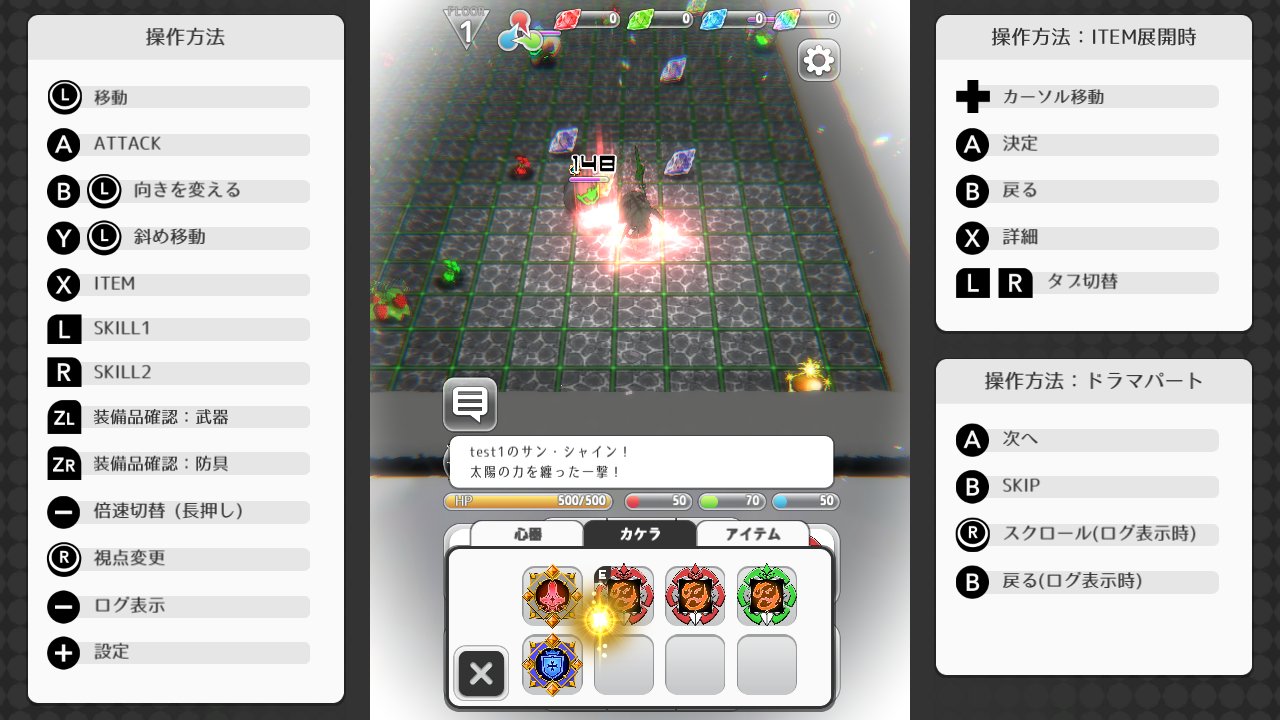 操作方法
L 移動
A ATTACK
B L 向きを変える
Y L 斜め移動
X ITEM
L SKILL1
R SKILL2
ZL 装備品確認：武器
ZR 装備品確認：防具
倍速切替 (長押し)
R 視点変更
ログ表示
設定
FLOOR
1
0 0 0 0
148
test1のサン・シャイン！
太陽の力を纏った一撃！
HP 500/500 50 70 50
心器 カケラ アイテム
E
操作方法：ITEM展開時
カーソル移動
A 決定
B 戻る
X 詳細
L R タブ切替
操作方法：ドラマパート
A 次へ
B SKIP
R スクロール(ログ表示時)
B 戻る(ログ表示時)